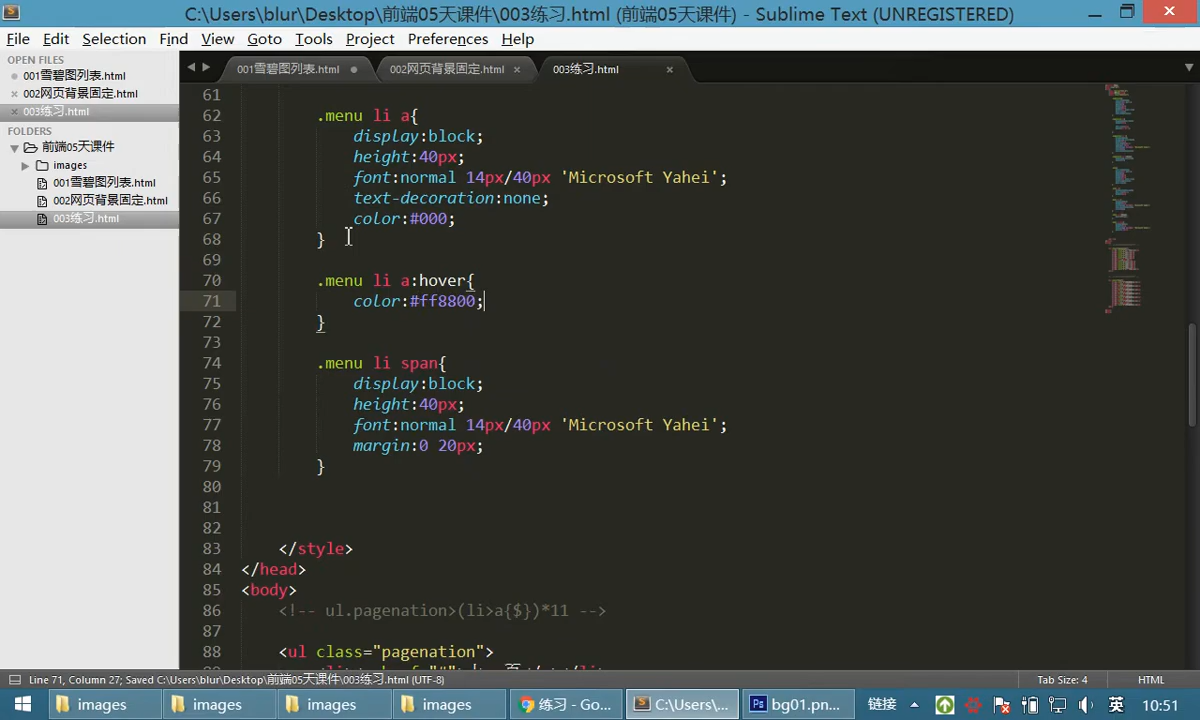 C:\Users\blur\Desktop\前端05天课件\003练习.html (前端05天课件) - Sublime Text (UNREGISTERED)
File Edit Selection Find View Goto Tools Project Preferences Help
OPEN FILES
001雪碧图列表.html
002网页背景固定.html
003练习.html
FOLDERS
前端05天课件
images
001雪碧图列表.html
002网页背景固定.html
003练习.html
001雪碧图列表.html 002网页背景固定.html 003练习.html
61
62 .menu li a{
63 display:block;
64 height:40px;
65 font:normal 14px/40px 'Microsoft Yahei';
66 text-decoration:none;
67 color:#000;
68 }
69
70 .menu li a:hover{
71 color:#ff8800;
72 }
73
74 .menu li span{
75 display:block;
76 height:40px;
77 font:normal 14px/40px 'Microsoft Yahei';
78 margin:0 20px;
79 }
80
81
82
83 </style>
84 </head>
85 <body>
86 <!-- ul.pagenation>(li>a{$})*11 -->
87
88 <ul class="pagenation">
Line 71, Column 27; Saved C:\Users\blur\Desktop\前端05天课件\003练习.html (UTF-8) Tab Size: 4 HTML
images images images images 练习 - Go... C:\Users\... bg01.pn... 链接 英 10:51